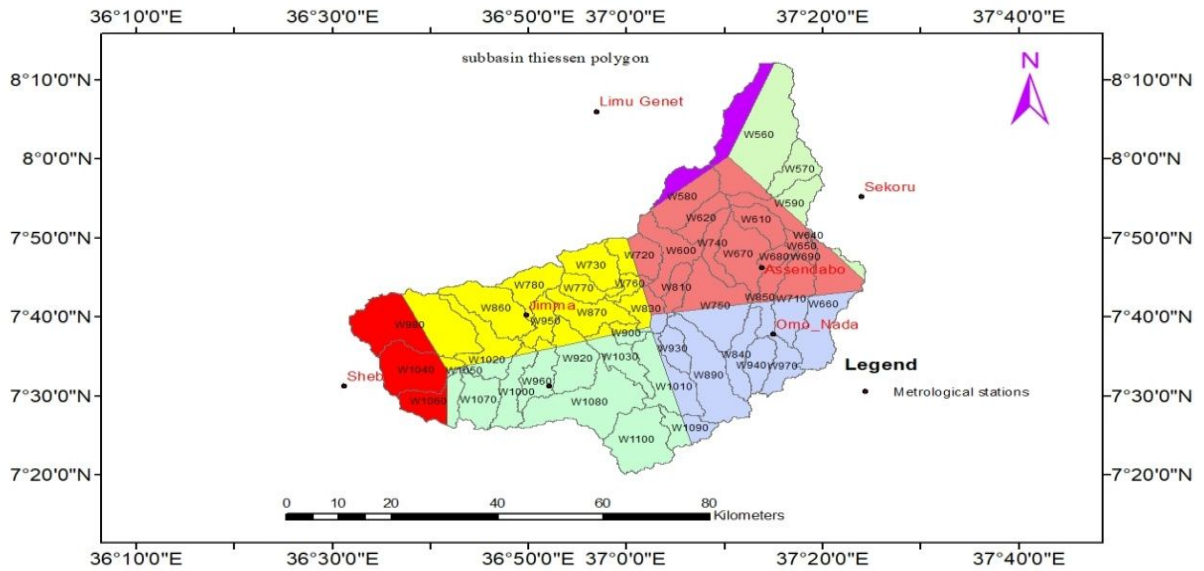 36°10'0"E 36°30'0"E 36°50'0"E 37°00'0"E 37°20'0"E 37°40'0"E
subbasin thiessen polygon
8°10'0"N 8°10'0"N
N
Limu Genet
W560
8°0'0"N 8°0'0"N
W570
Sekoru
W580 W590
W620 W610
7°50'0"N W640 7°50'0"N
W720 W600 W740 W650
W670 W680 W690
W730 Assendabo
W780 W770 W760 W810
W860 W830 W750 W850 W710 W660
Jimma W950 W870
7°40'0"N W980 7°40'0"N
W900 Omo_Nada
W1020 W920 W1030 W930 W840
W1040 W1050 W940 W970 Legend
Sheb W960 W1010 W890
7°30'0"N W1060 W1070 W1000 W1080 Metrological stations 7°30'0"N
W1090
W1100
7°20'0"N 7°20'0"N
0 10 20 40 60 80
Kilometers
36°10'0"E 36°30'0"E 36°50'0"E 37°00'0"E 37°20'0"E 37°40'0"E